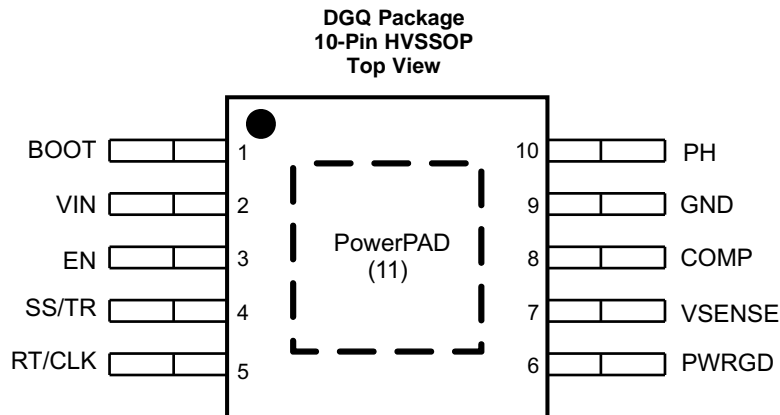 DGQ Package
10-Pin HVSSOP
Top View
BOOT 1 10 PH
VIN 2 9 GND
EN 3 8 COMP
PowerPAD
(11)
SS/TR 4 7 VSENSE
RT/CLK 5 6 PWRGD